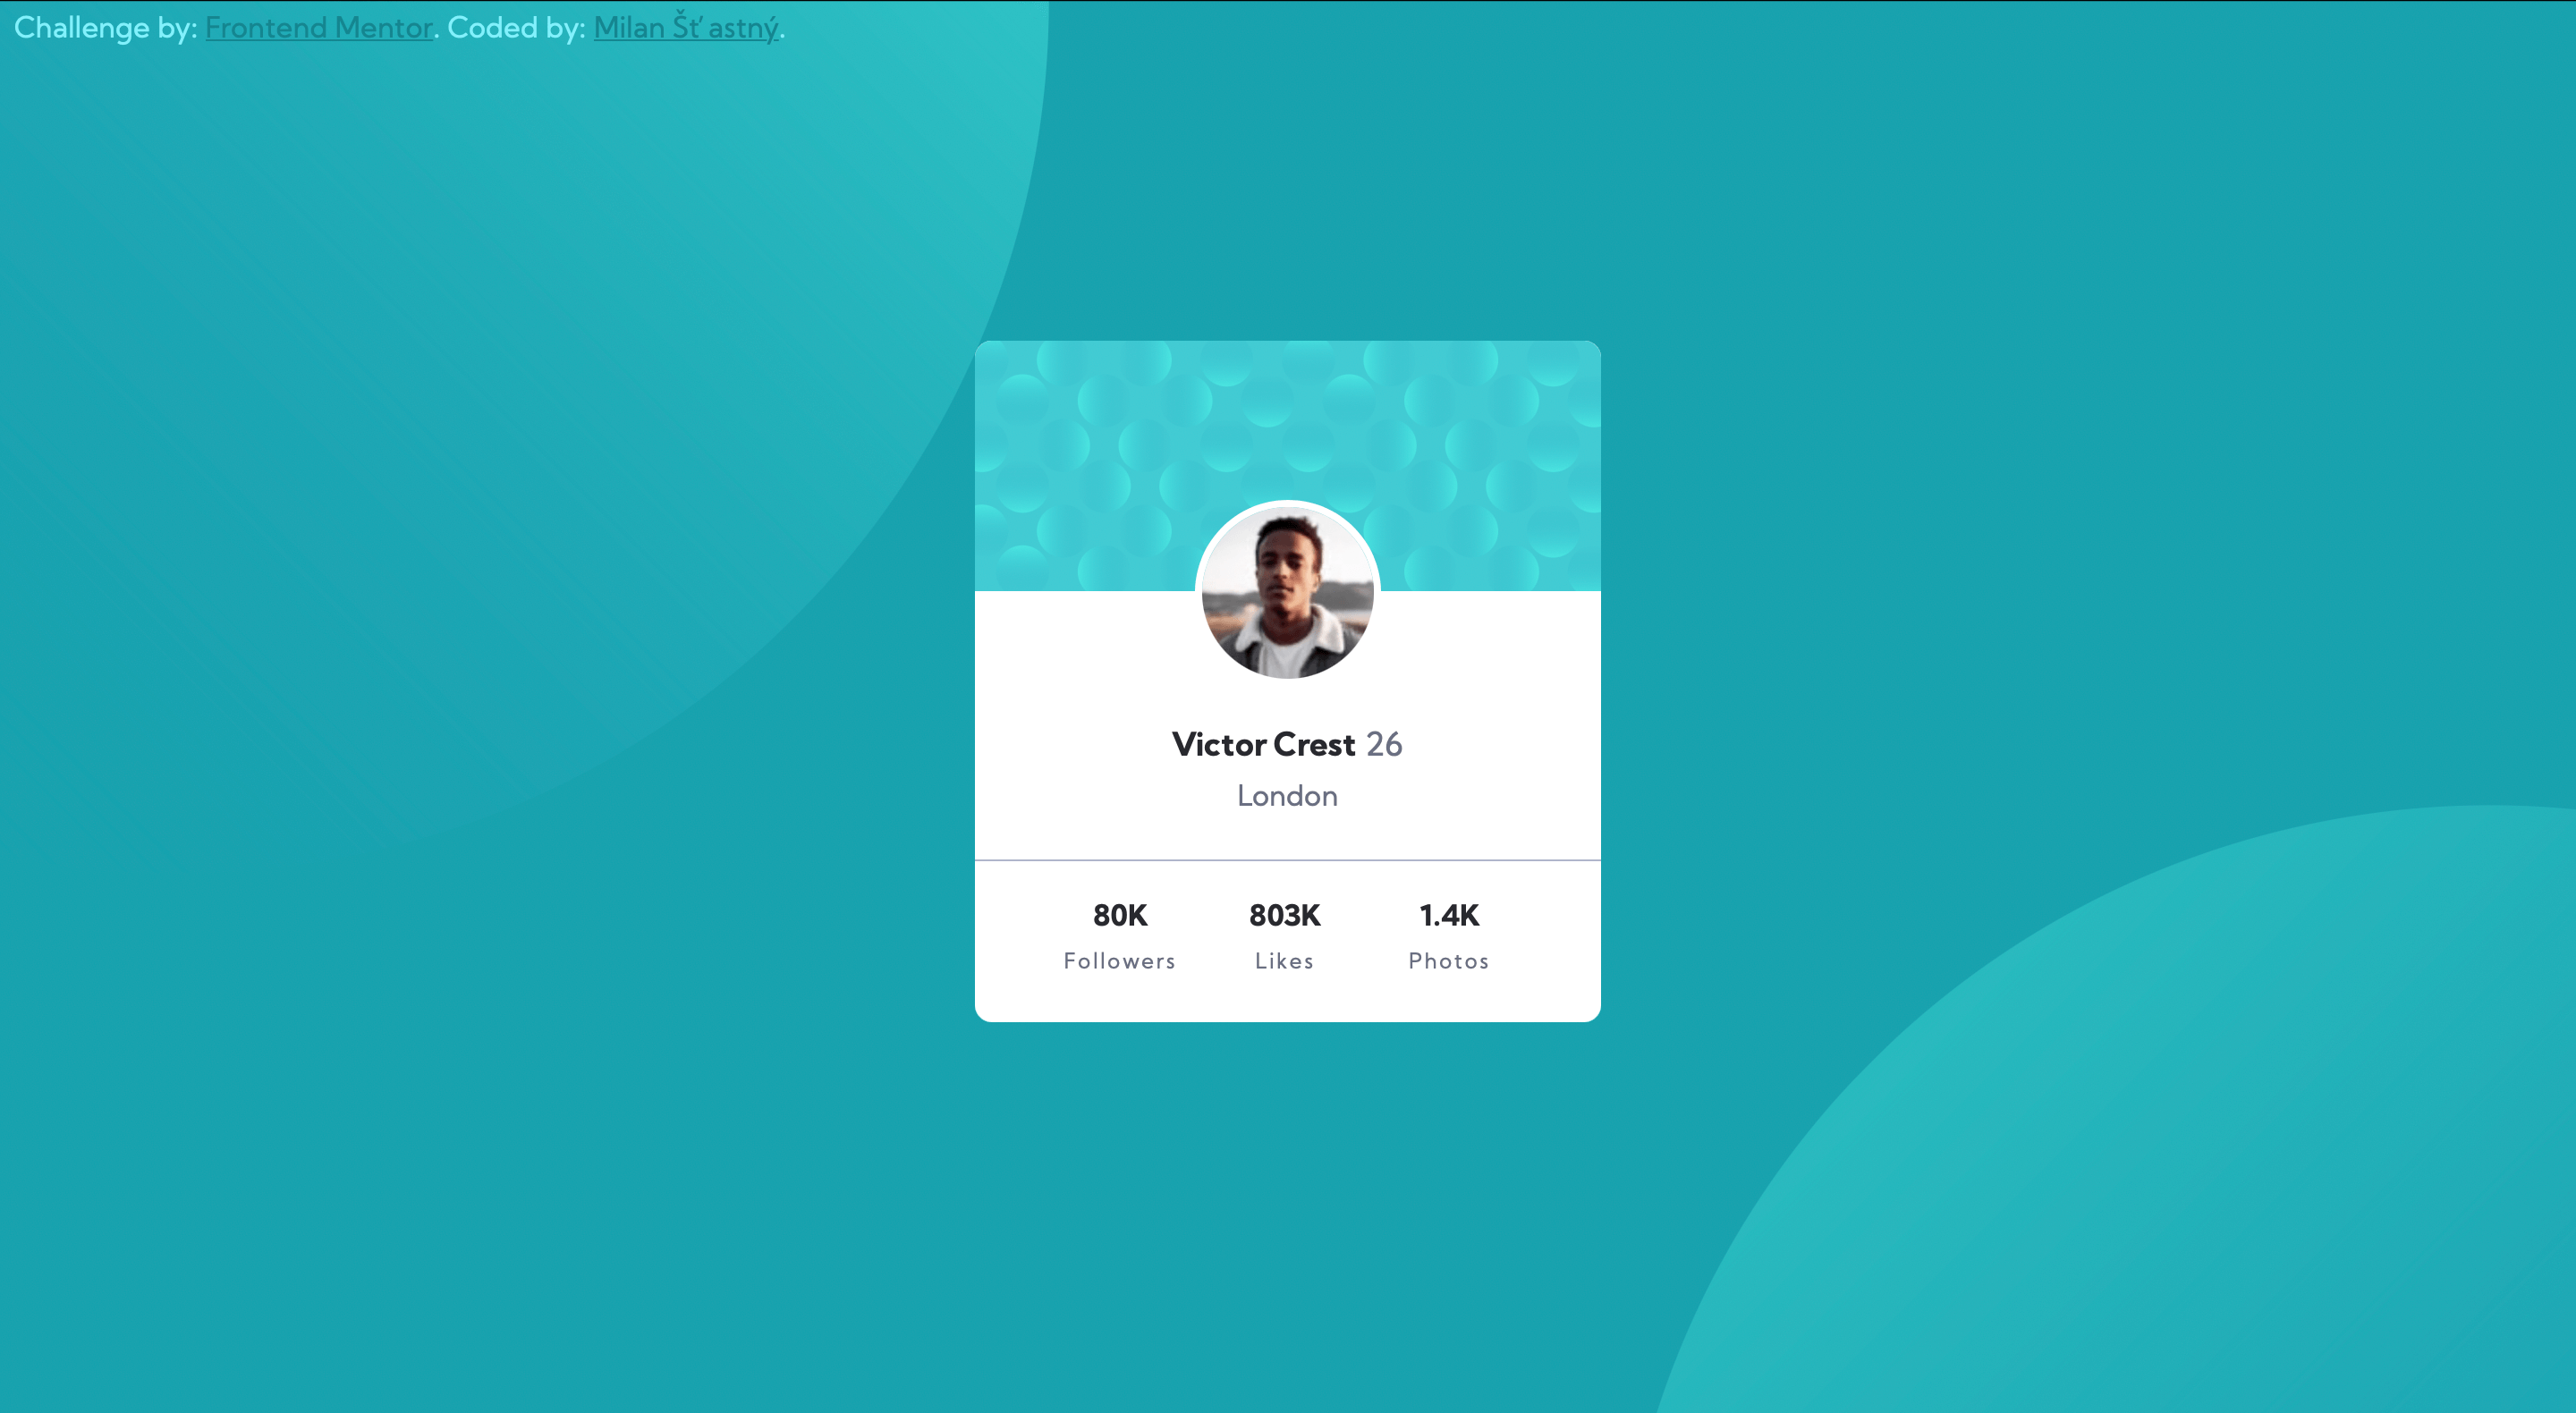 Challenge by: Frontend Mentor. Coded by: Milan Šťastný.
Victor Crest 26
London
80K 803K 1.4K
Followers Likes Photos